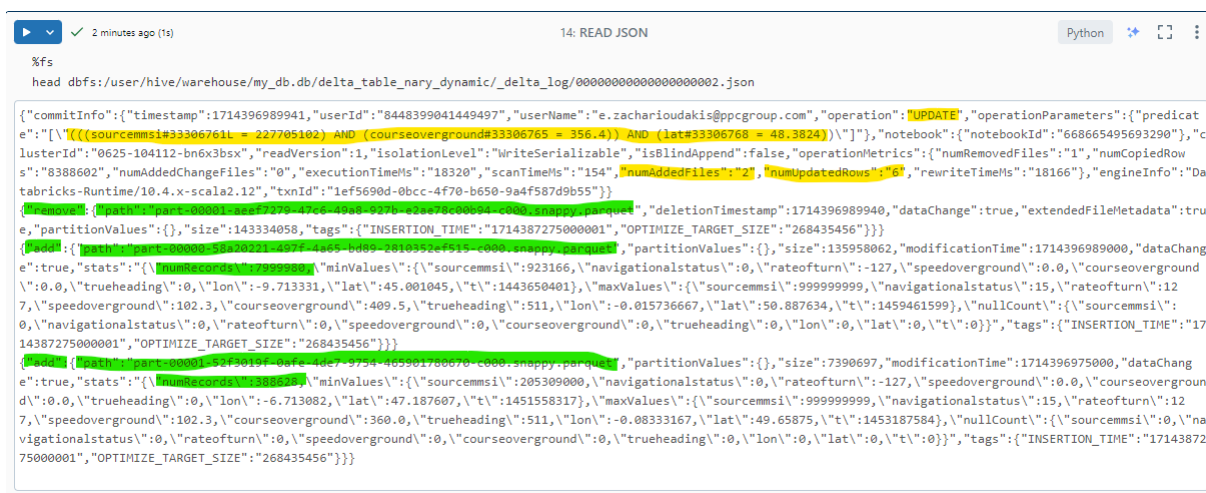 2 minutes ago (1s)
14: READ JSON
Python
%fs
head dbfs:/user/hive/warehouse/my_db.db/delta_table_nary_dynamic/_delta_log/00000000000000000002.json
{"commitInfo":{"timestamp":1714396989941,"userId":"8448399041449497","userName":"e.zacharioudakis@ppcgroup.com","operation":"UPDATE","operationParameters":{"predicat
e":"[\"(((sourcemmsi#33306761L = 227705102) AND (courseoverground#33306765 = 356.4)) AND (lat#33306768 = 48.3824))\"]"},"notebook":{"notebookId":"668665495693290"},"c
lusterId":"0625-104112-bn6x3bsx","readVersion":1,"isolationLevel":"WriteSerializable","isBlindAppend":false,"operationMetrics":{"numRemovedFiles":"1","numCopiedRow
s":"8388602","numAddedChangeFiles":"0","executionTimeMs":"18320","scanTimeMs":"154","numAddedFiles":"2","numUpdatedRows":"6","rewriteTimeMs":"18166"},"engineInfo":"Da
tabricks-Runtime/10.4.x-scala2.12","txnId":"1ef5690d-0bcc-4f70-b650-9a4f587d9b55"}}
{"remove":{"path":"part-00001-aeef7279-47c6-49a8-927b-e2ae78c00b94-c000.snappy.parquet","deletionTimestamp":1714396989940,"dataChange":true,"extendedFileMetadata":tru
e,"partitionValues":{},"size":143334058,"tags":{"INSERTION_TIME":"1714387275000001","OPTIMIZE_TARGET_SIZE":"268435456"}}}
{"add":{"path":"part-00000-58a20221-497f-4a65-bd89-2810352ef515-c000.snappy.parquet","partitionValues":{},"size":135958062,"modificationTime":1714396989000,"dataChang
e":true,"stats":"{\"numRecords\":7999980,\"minValues\":{\"sourcemmsi\":923166,\"navigationalstatus\":0,\"rateofturn\":-127,\"speedoverground\":0.0,\"courseoverground
\":0.0,\"trueheading\":0,\"lon\":-9.713331,\"lat\":45.001045,\"t\":1443650401},\"maxValues\":{\"sourcemmsi\":999999999,\"navigationalstatus\":15,\"rateofturn\":12
7,\"speedoverground\":102.3,\"courseoverground\":409.5,\"trueheading\":511,\"lon\":-0.015736667,\"lat\":50.887634,\"t\":1459461599},\"nullCount\":{\"sourcemmsi\":
0,\"navigationalstatus\":0,\"rateofturn\":0,\"speedoverground\":0,\"courseoverground\":0,\"trueheading\":0,\"lon\":0,\"lat\":0,\"t\":0}}","tags":{"INSERTION_TIME":"17
14387275000001","OPTIMIZE_TARGET_SIZE":"268435456"}}}
{"add":{"path":"part-00001-52f3019f-0afe-4de7-9754-465901780670-c000.snappy.parquet","partitionValues":{},"size":7390697,"modificationTime":1714396975000,"dataChang
e":true,"stats":"{\"numRecords\":388628,\"minValues\":{\"sourcemmsi\":205309000,\"navigationalstatus\":0,\"rateofturn\":-127,\"speedoverground\":0.0,\"courseovergroun
d\":0.0,\"trueheading\":0,\"lon\":-6.713082,\"lat\":47.187607,\"t\":1451558317},\"maxValues\":{\"sourcemmsi\":999999999,\"navigationalstatus\":15,\"rateofturn\":12
7,\"speedoverground\":102.3,\"courseoverground\":360.0,\"trueheading\":511,\"lon\":-0.08333167,\"lat\":49.65875,\"t\":1453187584},\"nullCount\":{\"sourcemmsi\":0,\"na
vigationalstatus\":0,\"rateofturn\":0,\"speedoverground\":0,\"courseoverground\":0,\"trueheading\":0,\"lon\":0,\"lat\":0,\"t\":0}}","tags":{"INSERTION_TIME":"17143872
75000001","OPTIMIZE_TARGET_SIZE":"268435456"}}}